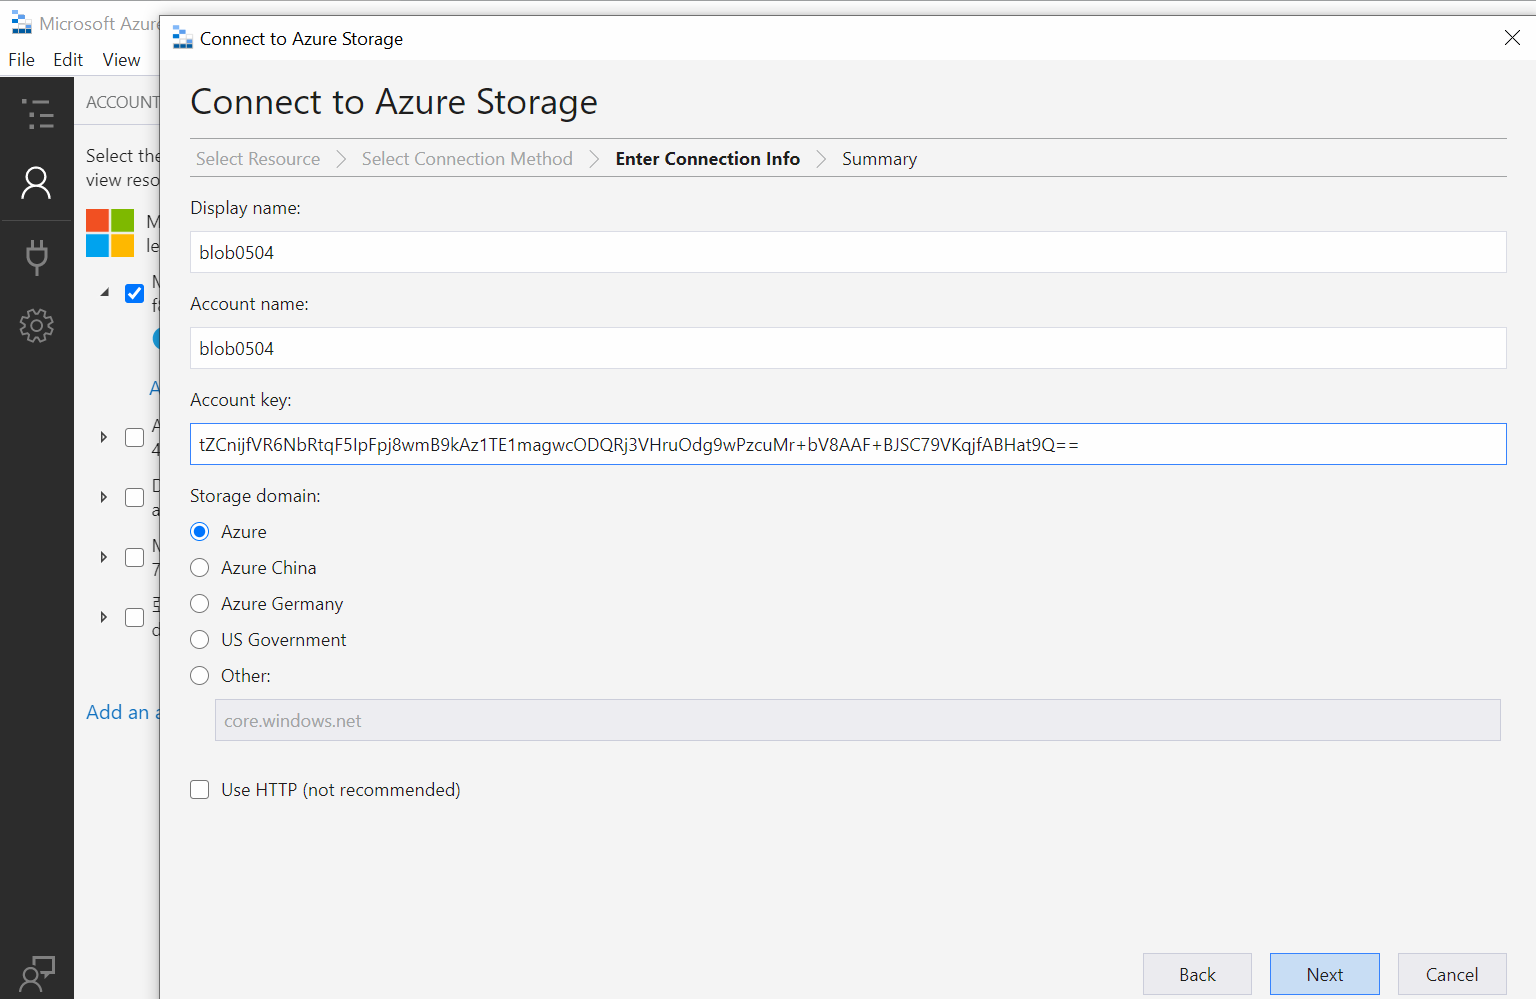 Microsoft Azure
Connect to Azure Storage
File Edit View
ACCOUNT
Connect to Azure Storage
Select the
view reso
Select Resource Select Connection Method Enter Connection Info Summary
Display name:
blob0504
M
le
Account name:
blob0504
Account key:
tZCnijfVR6NbRtqF5IpFpj8wmB9kAz1TE1magwcODQRj3VHruOdg9wPzcuMr+bV8AAF+BJSC79VKqjfABHat9Q==
Storage domain:
Azure
Azure China
Azure Germany
US Government
Other:
core.windows.net
Add an a
Use HTTP (not recommended)
Back Next Cancel